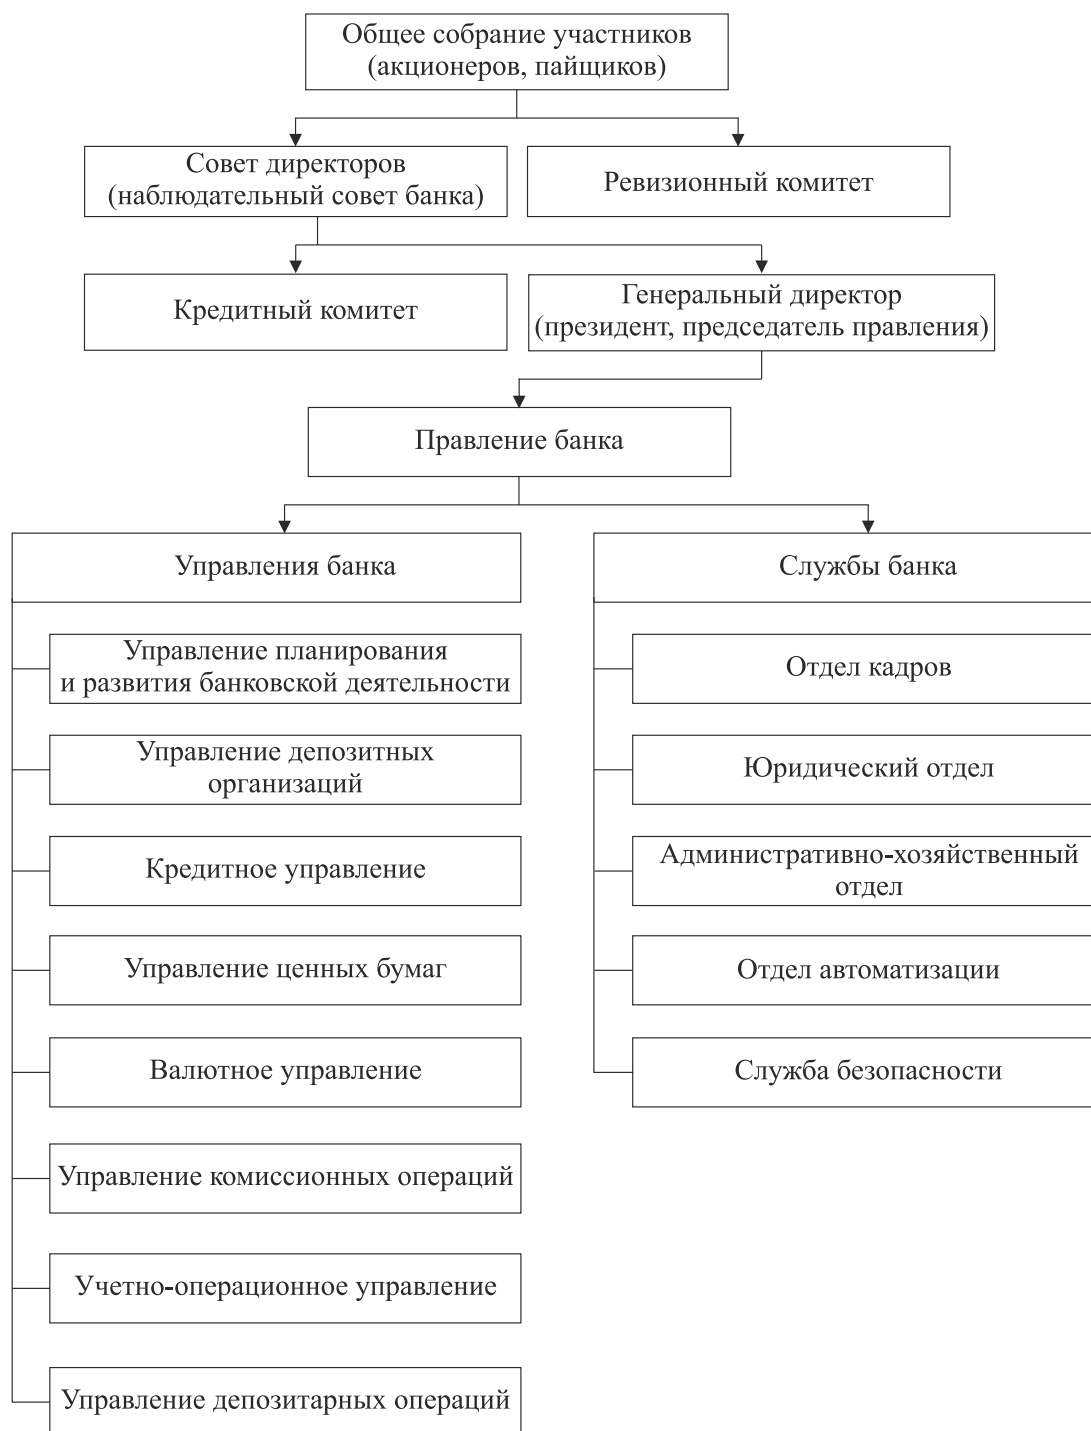 Общее собрание участников
(акционеров, пайщиков)
Совет директоров
(наблюдательный совет банка)
Ревизионный комитет
Кредитный комитет
Генеральный директор
(президент, председатель правления)
Правление банка
Управления банка
Службы банка
Управление планирования
и развития банковской деятельности
Отдел кадров
Управление депозитных
организаций
Юридический отдел
Кредитное управление
Административно-хозяйственный
отдел
Управление ценных бумаг
Отдел автоматизации
Валютное управление
Служба безопасности
Управление комиссионных операций
Учетно-операционное управление
Управление депозитарных операций